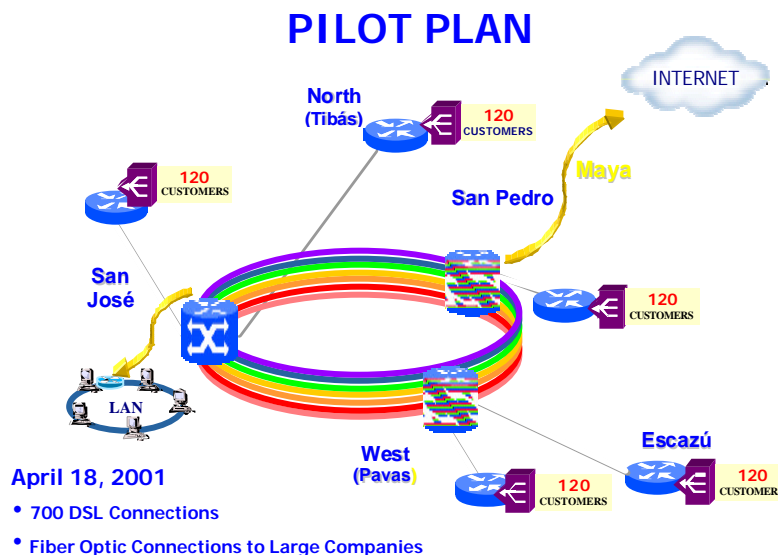 PILOT PLAN
INTERNET
North
(Tibás)
120
CUSTOMERS
120
CUSTOMERS
Maya
San Pedro
San
José
120
CUSTOMERS
LAN
West
(Pavas)
Escazú
120
CUSTOMERS
120
CUSTOMER
April 18, 2001
• 700 DSL Connections
• Fiber Optic Connections to Large Companies